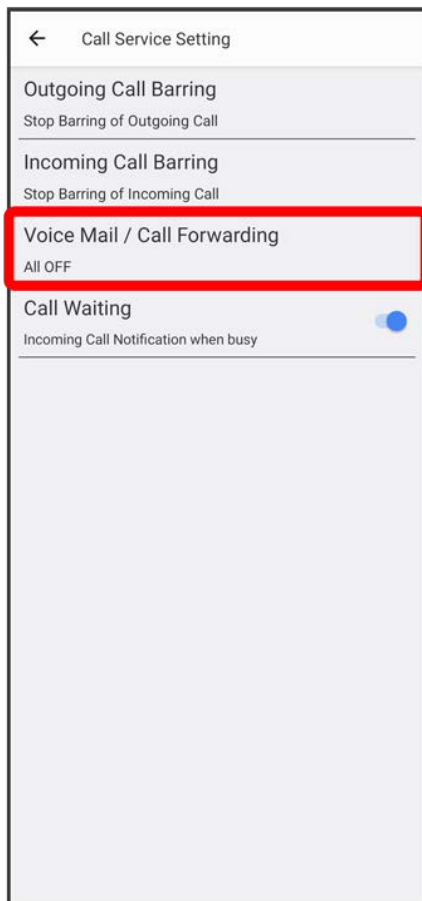 Call Service Setting
Outgoing Call Barring
Stop Barring of Outgoing Call
Incoming Call Barring
Stop Barring of Incoming Call
Voice Mail / Call Forwarding
All OFF
Call Waiting
Incoming Call Notification when busy